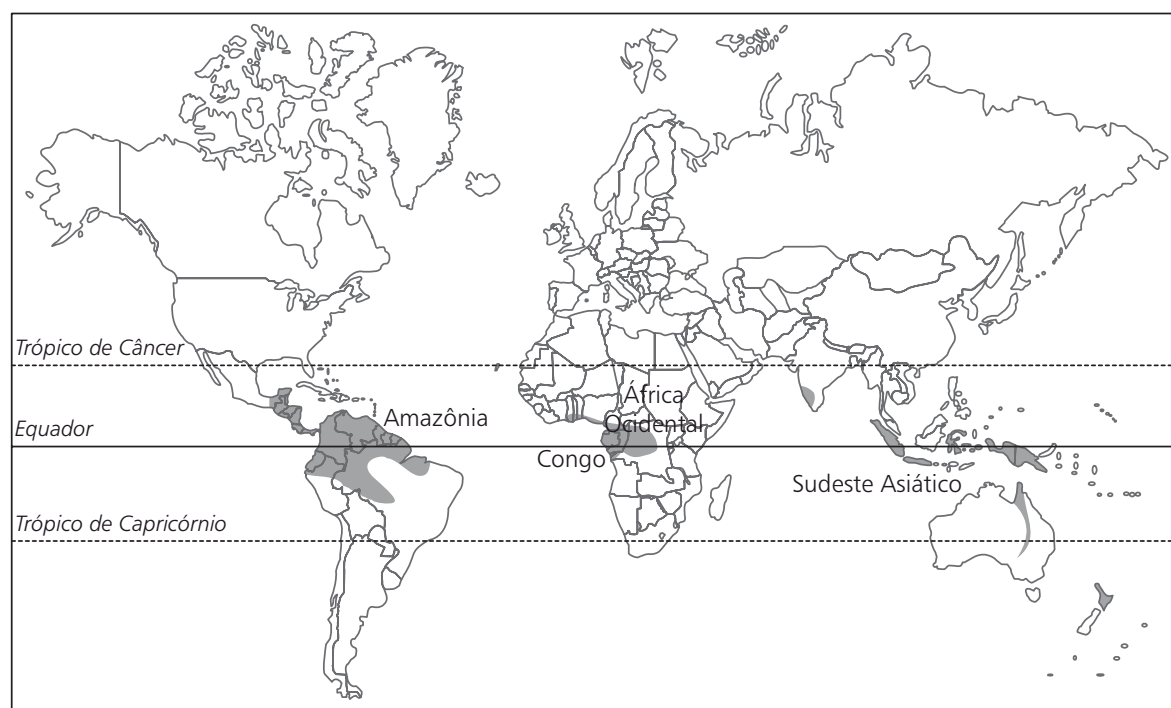 Trópico de Câncer
África
Amazônia
Ocidental
Equador
Congo
Sudeste Asiático
Trópico de Capricórnio